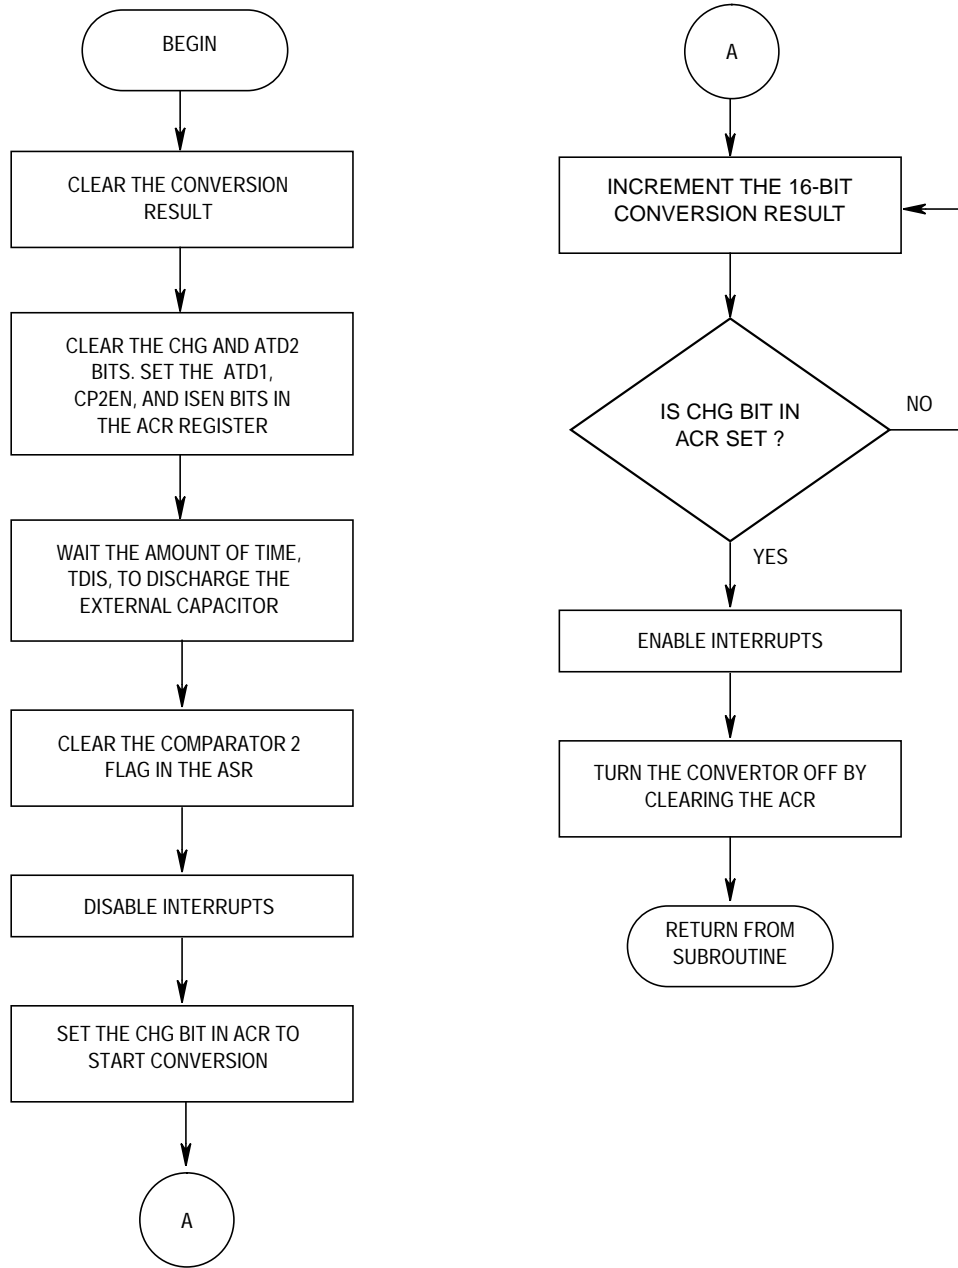 BEGIN
CLEAR THE CONVERSION
RESULT
CLEAR THE CHG AND ATD2
BITS. SET THE ATD1,
CP2EN, AND ISEN BITS IN
THE ACR REGISTER
WAIT THE AMOUNT OF TIME,
TDIS, TO DISCHARGE THE
EXTERNAL CAPACITOR
CLEAR THE COMPARATOR 2
FLAG IN THE ASR
DISABLE INTERRUPTS
SET THE CHG BIT IN ACR TO
START CONVERSION
A
A
INCREMENT THE 16-BIT
CONVERSION RESULT
IS CHG BIT IN
ACR SET ?
NO
YES
ENABLE INTERRUPTS
TURN THE CONVERTOR OFF BY
CLEARING THE ACR
RETURN FROM
SUBROUTINE